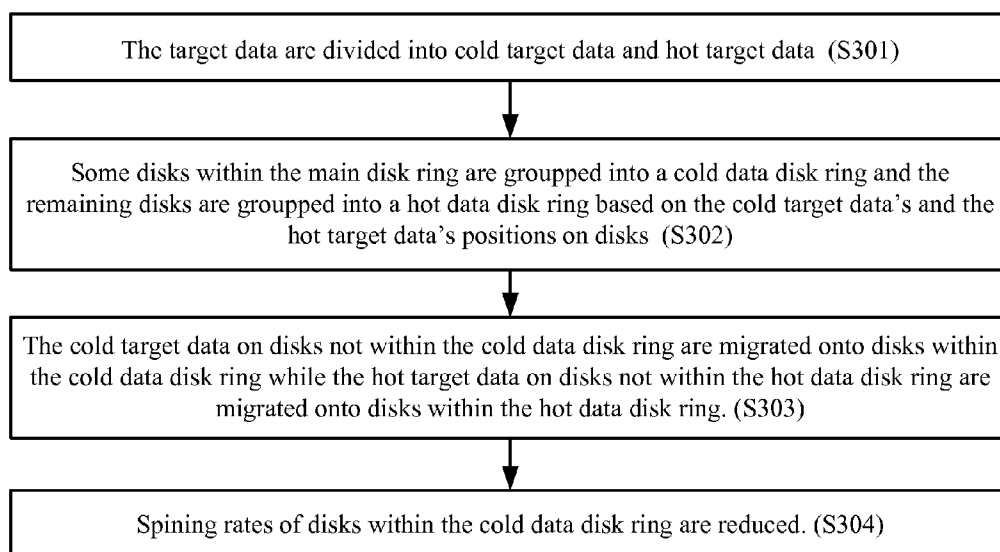 The target data are divided into cold target data and hot target data (S301)
Some disks within the main disk ring are groupped into a cold data disk ring and the
remaining disks are groupped into a hot data disk ring based on the cold target data's and the
hot target data's positions on disks (S302)
The cold target data on disks not within the cold data disk ring are migrated onto disks within
the cold data disk ring while the hot target data on disks not within the hot data disk ring are
migrated onto disks within the hot data disk ring. (S303)
Spining rates of disks within the cold data disk ring are reduced. (S304)